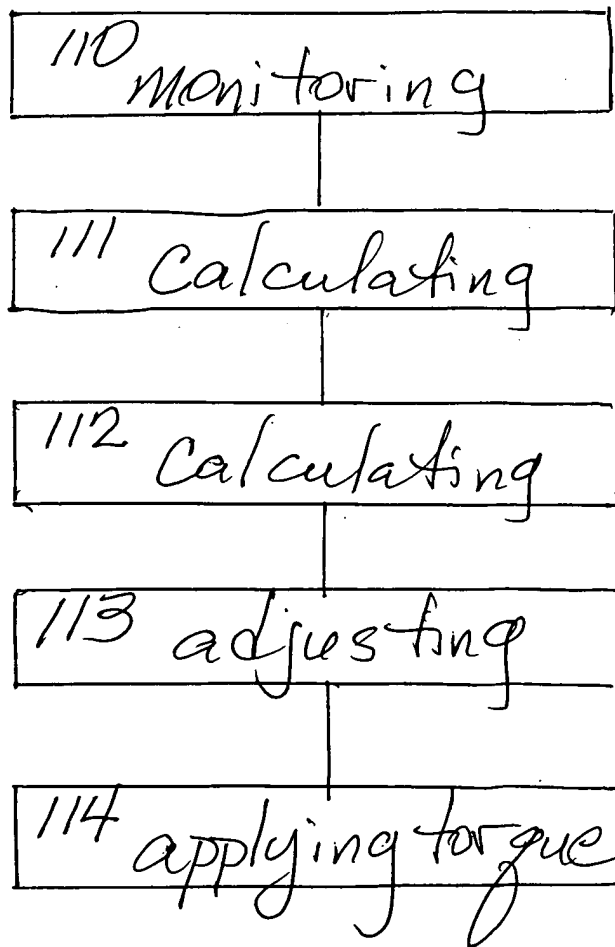 110 monitoring
111 Calculating
112 Calculating
113 adjusting
114 applying torque